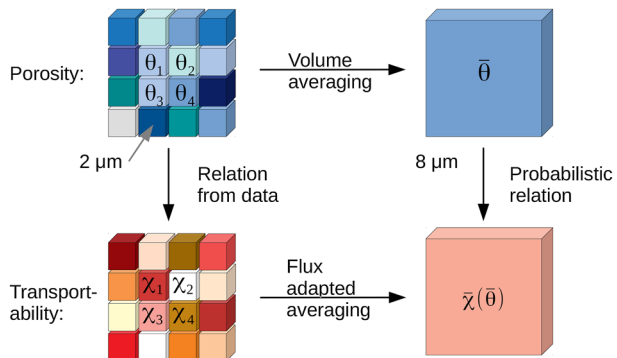 Porosity:
θ1 θ2
θ3 θ4
Volume
averaging
θ̄
2 μm
Relation
from data
8 μm
Probabilistic
relation
Transport-
ability:
χ1 χ2
χ3 χ4
Flux
adapted
averaging
χ̄(θ̄)